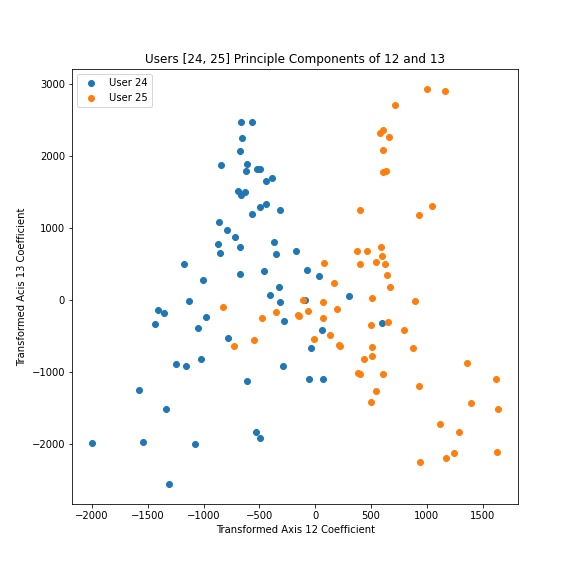 Users [24, 25] Principle Components of 12 and 13
User 24
User 25
3000
2000
1000
0
−1000
−2000
Transformed Acis 13 Coefficient
−2000
−1500
−1000
−500
0
500
1000
1500
Transformed Axis 12 Coefficient